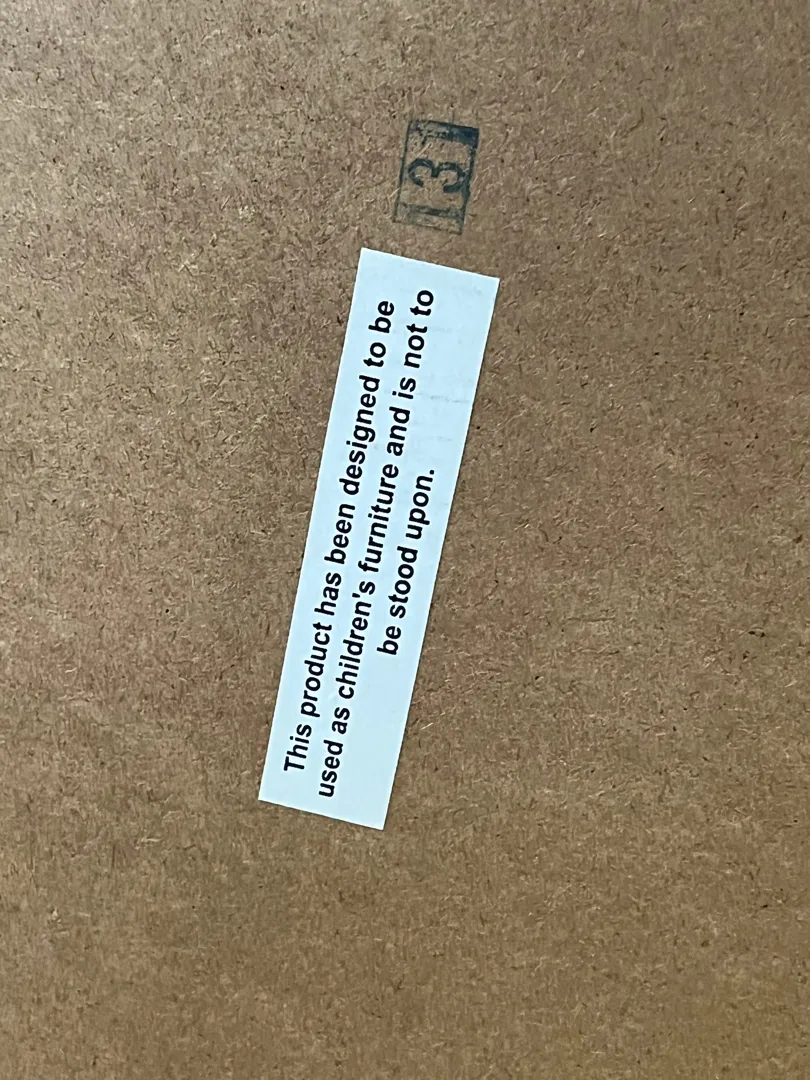 This product has been designed to be
used as children's furniture and is not to
be stood upon.
3